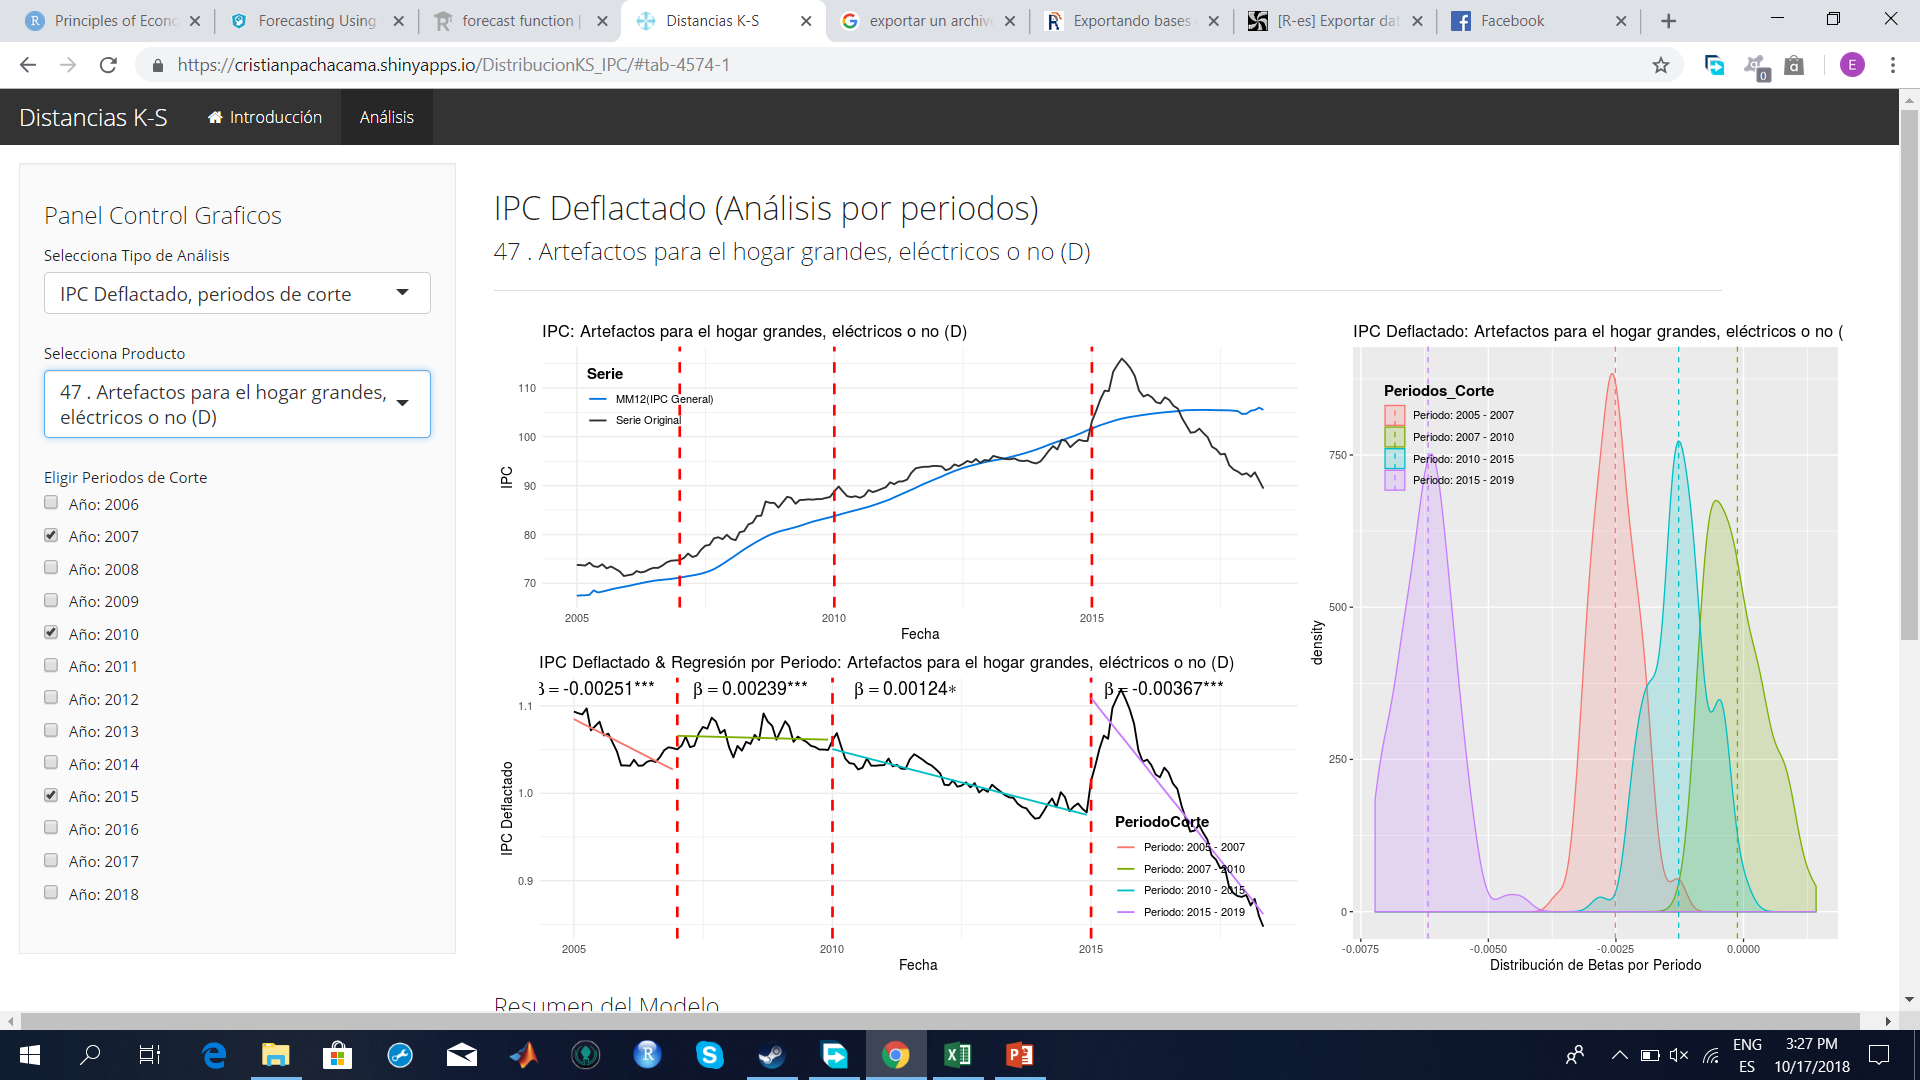 Principles of Econo
Forecasting Using
forecast function |
Distancias K-S
exportar un archivo
Exportando bases
[R-es] Exportar dat
Facebook
https://cristianpachacama.shinyapps.io/DistribucionKS_IPC/#tab-4574-1
0
a
E
Distancias K-S
Introducción
Análisis
Panel Control Graficos
Selecciona Tipo de Análisis
IPC Deflactado, periodos de corte
Selecciona Producto
47 . Artefactos para el hogar grandes,
eléctricos o no (D)
Eligir Periodos de Corte
Año: 2006
Año: 2007
Año: 2008
Año: 2009
Año: 2010
Año: 2011
Año: 2012
Año: 2013
Año: 2014
Año: 2015
Año: 2016
Año: 2017
Año: 2018
IPC Deflactado (Análisis por periodos)
47 . Artefactos para el hogar grandes, eléctricos o no (D)
IPC: Artefactos para el hogar grandes, eléctricos o no (D)
Serie
MM12(IPC General)
Serie Original
IPC
110
100
90
80
70
2005
2010
2015
Fecha
IPC Deflactado & Regresión por Periodo: Artefactos para el hogar grandes, eléctricos o no (D)
β = -0.00251***
β = 0.00239***
β = 0.00124*
β = -0.00367***
IPC Deflactado
1.1
1.0
0.9
PeriodoCorte
Periodo: 2005 - 2007
Periodo: 2007 - 2010
Periodo: 2010 - 2015
Periodo: 2015 - 2019
2005
2010
2015
Fecha
IPC Deflactado: Artefactos para el hogar grandes, eléctricos o no (
Periodos_Corte
Periodo: 2005 - 2007
Periodo: 2007 - 2010
Periodo: 2010 - 2015
Periodo: 2015 - 2019
density
750
500
250
0
-0.0075
-0.0050
-0.0025
0.0000
Distribución de Betas por Periodo
Resumen del Modelo
ENG
ES
3:27 PM
10/17/2018